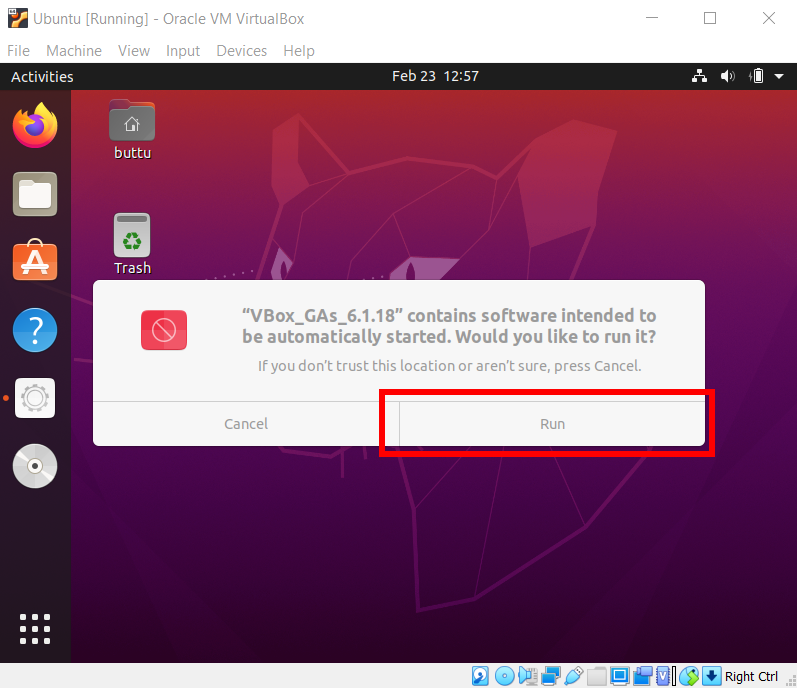 Ubuntu [Running] - Oracle VM VirtualBox
File Machine View Input Devices Help
Activities
Feb 23 12:57
buttu
Trash
“VBox_GAs_6.1.18” contains software intended to
be automatically started. Would you like to run it?
If you don’t trust this location or aren’t sure, press Cancel.
Cancel
Run
Right Ctrl